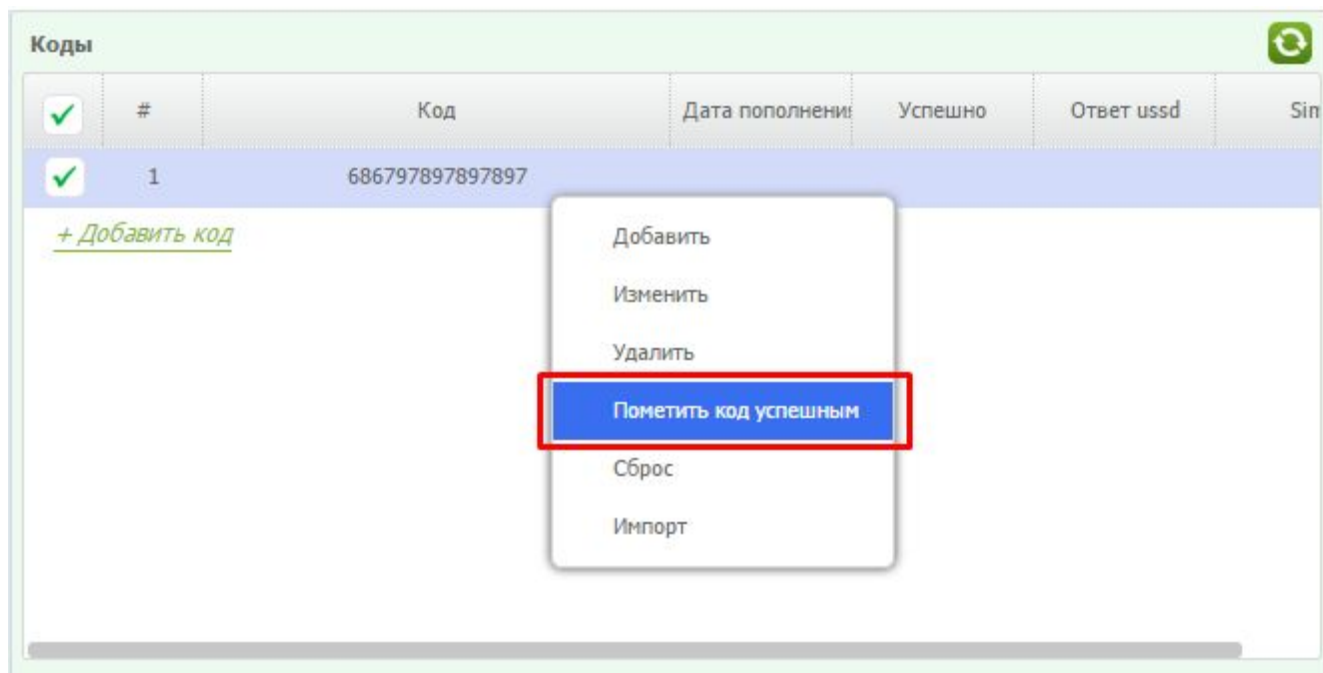 Коды
# Код Дата пополнени Успешно Ответ ussd Sim
1 686797897897897
+ Добавить код
Добавить
Изменить
Удалить
Пометить код успешным
Сброс
Импорт